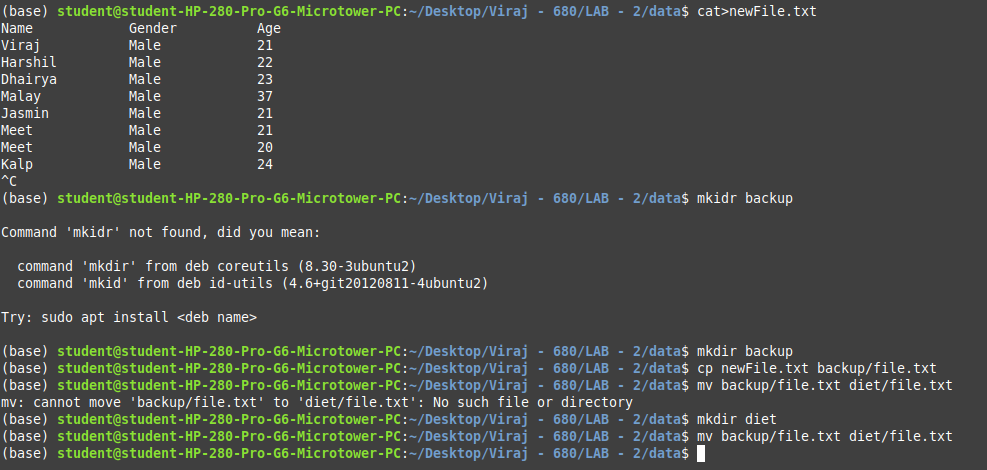 (base) student@student-HP-280-Pro-G6-Microtower-PC:~/Desktop/Viraj - 680/LAB - 2/data$ cat>newFile.txt
Name            Gender          Age
Viraj           Male            21
Harshil         Male            22
Dhairya         Male            23
Malay           Male            37
Jasmin          Male            21
Meet            Male            21
Meet            Male            20
Kalp            Male            24
^C
(base) student@student-HP-280-Pro-G6-Microtower-PC:~/Desktop/Viraj - 680/LAB - 2/data$ mkidr backup
Command 'mkidr' not found, did you mean:
  command 'mkdir' from deb coreutils (8.30-3ubuntu2)
  command 'mkid' from deb id-utils (4.6+git20120811-4ubuntu2)
Try: sudo apt install <deb name>
(base) student@student-HP-280-Pro-G6-Microtower-PC:~/Desktop/Viraj - 680/LAB - 2/data$ mkdir backup
(base) student@student-HP-280-Pro-G6-Microtower-PC:~/Desktop/Viraj - 680/LAB - 2/data$ cp newFile.txt backup/file.txt
(base) student@student-HP-280-Pro-G6-Microtower-PC:~/Desktop/Viraj - 680/LAB - 2/data$ mv backup/file.txt diet/file.txt
mv: cannot move 'backup/file.txt' to 'diet/file.txt': No such file or directory
(base) student@student-HP-280-Pro-G6-Microtower-PC:~/Desktop/Viraj - 680/LAB - 2/data$ mkdir diet
(base) student@student-HP-280-Pro-G6-Microtower-PC:~/Desktop/Viraj - 680/LAB - 2/data$ mv backup/file.txt diet/file.txt
(base) student@student-HP-280-Pro-G6-Microtower-PC:~/Desktop/Viraj - 680/LAB - 2/data$